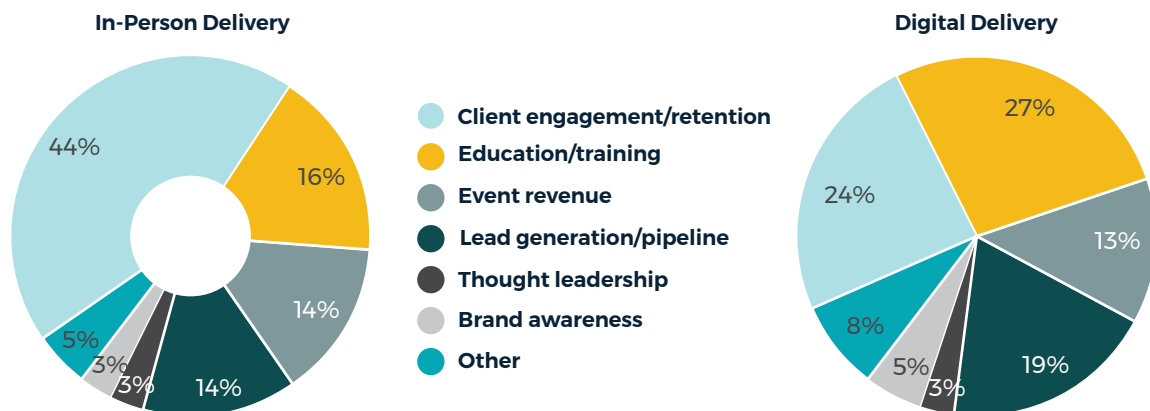 In-Person Delivery
44%
16%
14%
14%
3%
3%
5%
Client engagement/retention
Education/training
Event revenue
Lead generation/pipeline
Thought leadership
Brand awareness
Other
Digital Delivery
27%
24%
13%
19%
3%
5%
8%